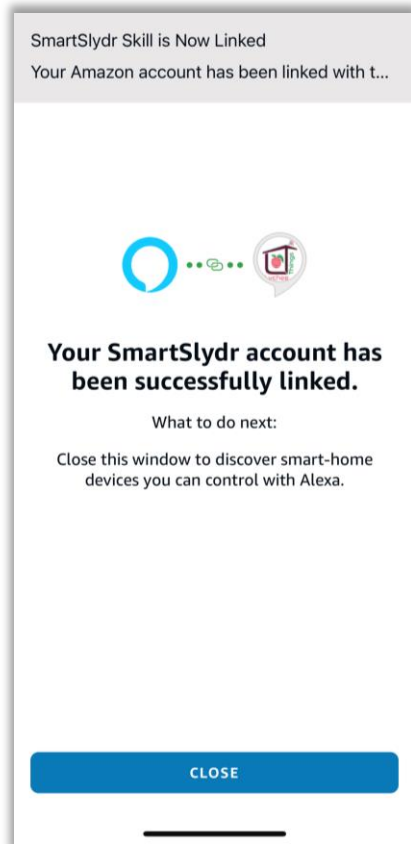 SmartSlydr Skill is Now Linked
Your Amazon account has been linked with t...
Your SmartSlydr account has
been successfully linked.
What to do next:
Close this window to discover smart-home
devices you can control with Alexa.
CLOSE